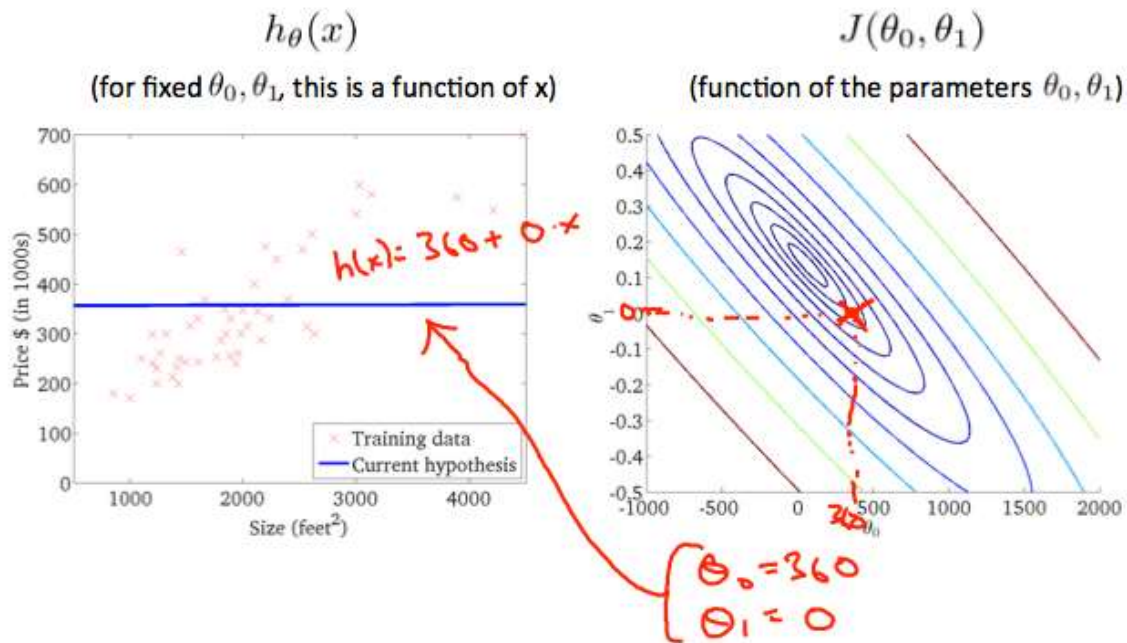 hθ(x)
(for fixed θ0, θ1, this is a function of x)
700
600
500
400
300
200
100
0
Price $ (in 1000s)
1000 2000 3000 4000
Size (feet²)
h(x) = 360 + 0·x
Training data
Current hypothesis
J(θ0, θ1)
(function of the parameters θ0, θ1)
0.5
0.4
0.3
0.2
0.1
0
0
-0.1
-0.2
-0.3
-0.4
-0.5
θ1
-1000 -500 0 500 1000 1500 2000
360
θ0
θ0 = 360
θ1 = 0